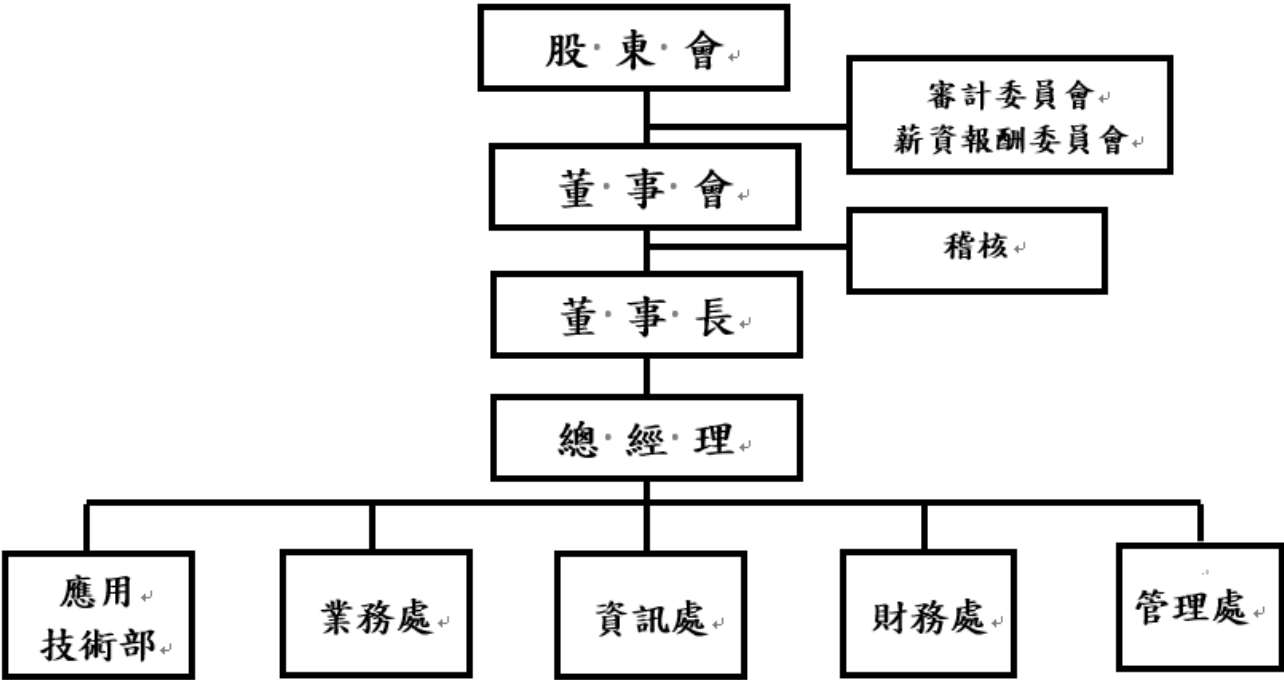 股東會
審計委員會
薪資報酬委員會
董事會
稽核
董事長
總經理
應用
技術部
業務處
資訊處
財務處
管理處